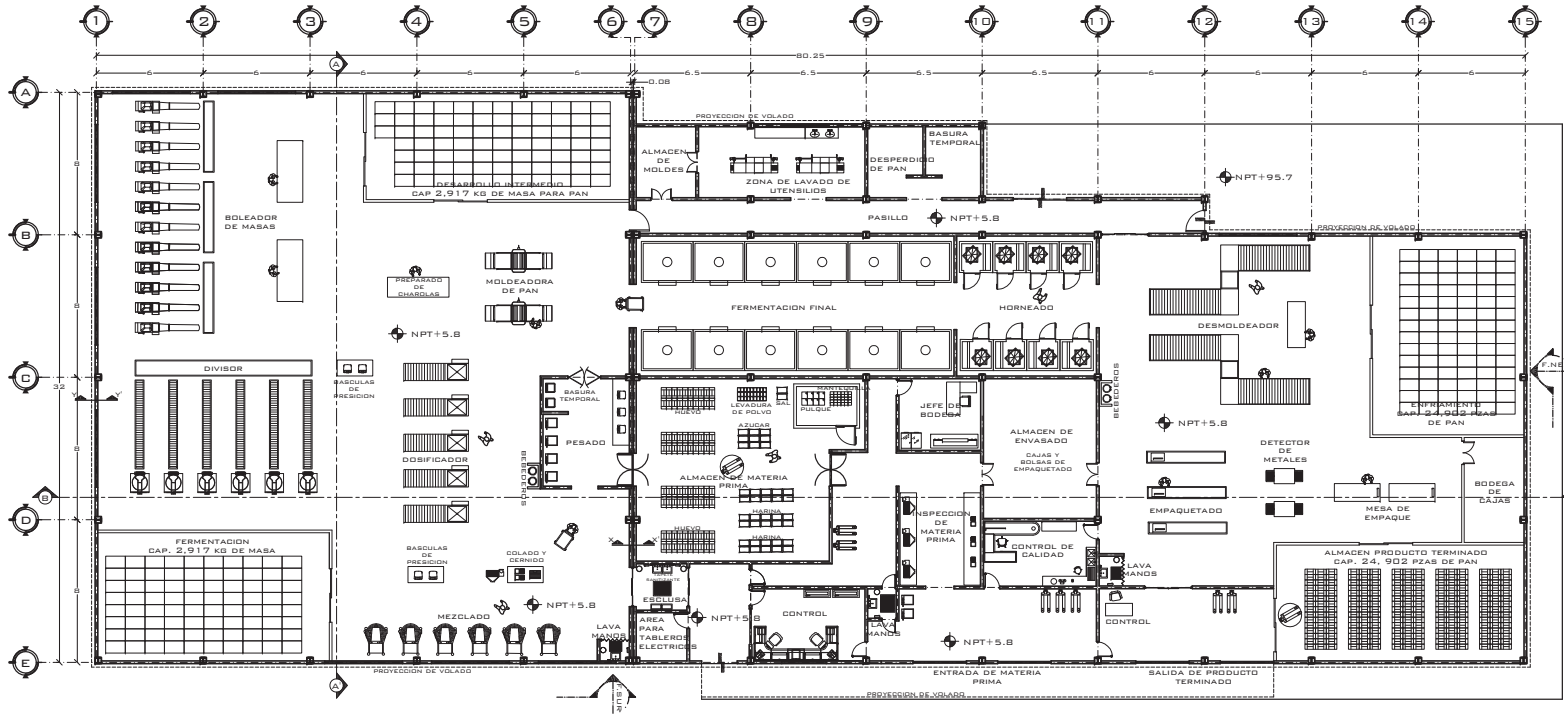 1 2 3 4 5 6 7 8 9 10 11 12 13 14 15
80.25
6 6 6 6 6 6.5 6.5 6.5 6.5 6 6 6 6
0.08
A
A
B
C
D
E
8
8
8
8
32
PROYECCION DE VOLADO
ALMACEN
DE
MOLDES
ZONA DE LAVADO DE
UTENSILIOS
DESPERDICIO
DE PAN
BASURA
TEMPORAL
NPT+95.7
DESARROLLO INTERMEDIO
CAP 2,917 KG DE MASA PARA PAN
BOLEADOR
DE MASAS
PASILLO
NPT+5.8
PROYECCION DE VOLADO
PREPARADO
DE
CHAROLAS
MOLDEADORA
DE PAN
FERMENTACION FINAL
HORNEADO
DESMOLDEADOR
NPT+5.8
DIVISOR
BASCULAS
DE
PRESICION
Y Y'
BASURA
TEMPORAL
PESADO
DOSIFICADOR
BEBEDEROS
HUEVO
LEVADURA
DE POLVO
SAL
MANTEQUILLA
PULQUE
AZUCAR
ALMACEN DE MATERIA
PRIMA
HUEVO
HARINA
HARINA
HUEVO
HARINA
JEFE DE
BODEGA
ALMACEN DE
ENVASADO
CAJAS Y
BOLSAS DE
EMPAQUETADO
BEBEDEROS
NPT+5.8
ENFRIAMIENTO
CAP. 24,902 PZAS
DE PAN
F.NE
DETECTOR
DE
METALES
EMPAQUETADO
MESA DE
EMPAQUE
BODEGA
DE
CAJAS
B
INSPECCION
DE
MATERIA
PRIMA
CONTROL DE
CALIDAD
LAVA
MANOS
FERMENTACION
CAP. 2,917 KG DE MASA
BASCULAS
DE
PRESICION
COLADO Y
CERNIDO
X X'
SANITIZANTE
ESCLUSA
ALMACEN PRODUCTO TERMINADO
CAP. 24, 902 PZAS DE PAN
NPT+5.8
MEZCLADO
LAVA
MANOS
AREA
PARA
TABLEROS
ELECTRICOS
NPT+5.8
CONTROL
LAVA
MANOS
NPT+5.8
CONTROL
PROYECCION DE VOLADO
ENTRADA DE MATERIA
PRIMA
SALIDA DE PRODUCTO
TERMINADO
A'
F.SUR
PROYECCION DE VOLADO